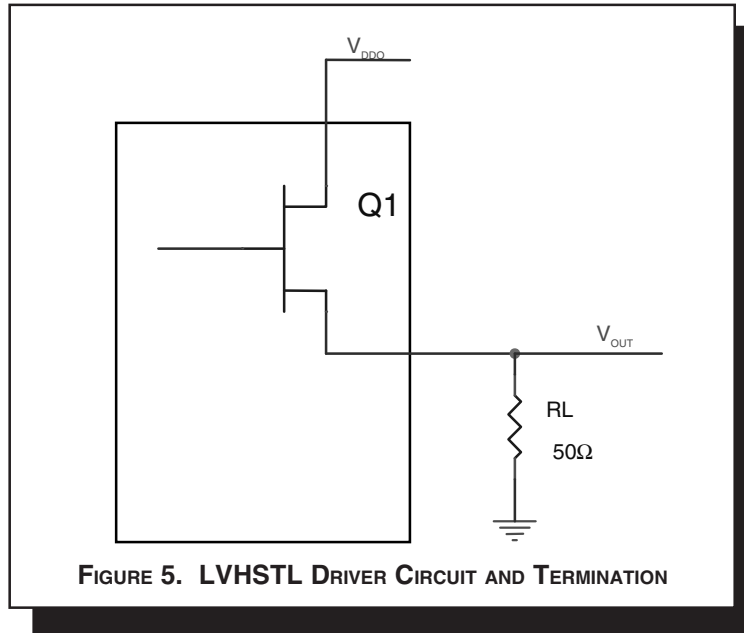 V_DDO
Q1
V_OUT
RL
50Ω
FIGURE 5. LVHSTL DRIVER CIRCUIT AND TERMINATION